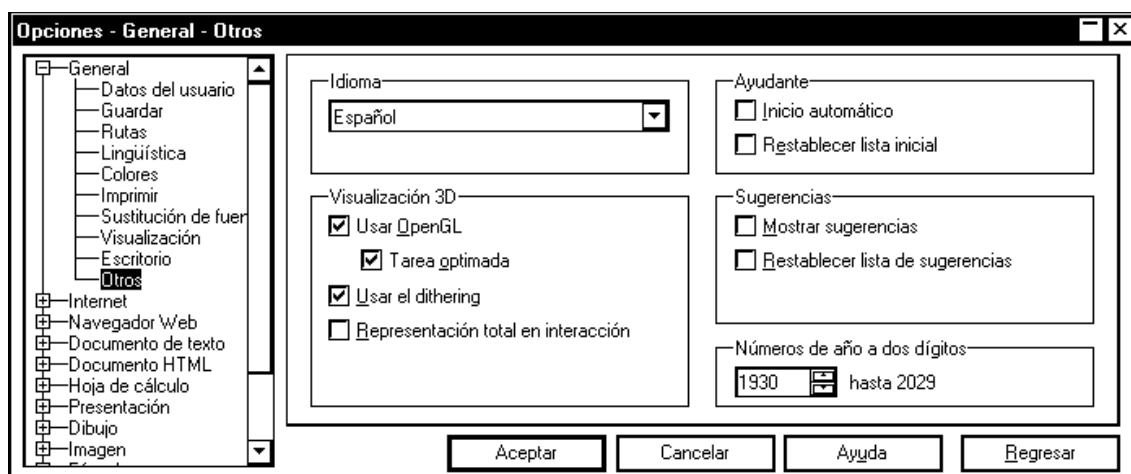 Opciones - General - Otros
General
Datos del usuario
Guardar
Rutas
Lingüística
Colores
Imprimir
Sustitución de fuer
Visualización
Escritorio
Otros
Internet
Navegador Web
Documento de texto
Documento HTML
Hoja de cálculo
Presentación
Dibujo
Imagen
Idioma
Español
Visualización 3D
Usar OpenGL
Tarea optimada
Usar el dithering
Representación total en interacción
Ayudante
Inicio automático
Restablecer lista inicial
Sugerencias
Mostrar sugerencias
Restablecer lista de sugerencias
Números de año a dos dígitos
1930 hasta 2029
Aceptar Cancelar Ayuda Regresar